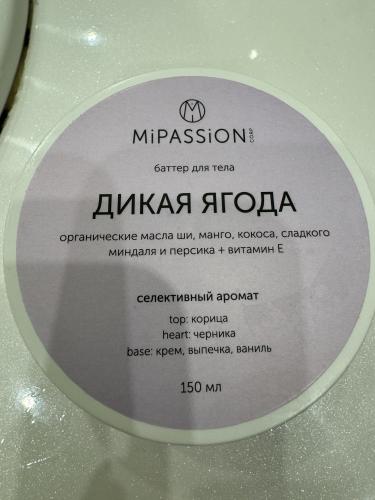 MiPASSiON CORP
баттер для тела
ДИКАЯ ЯГОДА
органические масла ши, манго, кокоса, сладкого
миндаля и персика + витамин Е
селективный аромат
top: корица
heart: черника
base: крем, выпечка, ваниль
150 мл